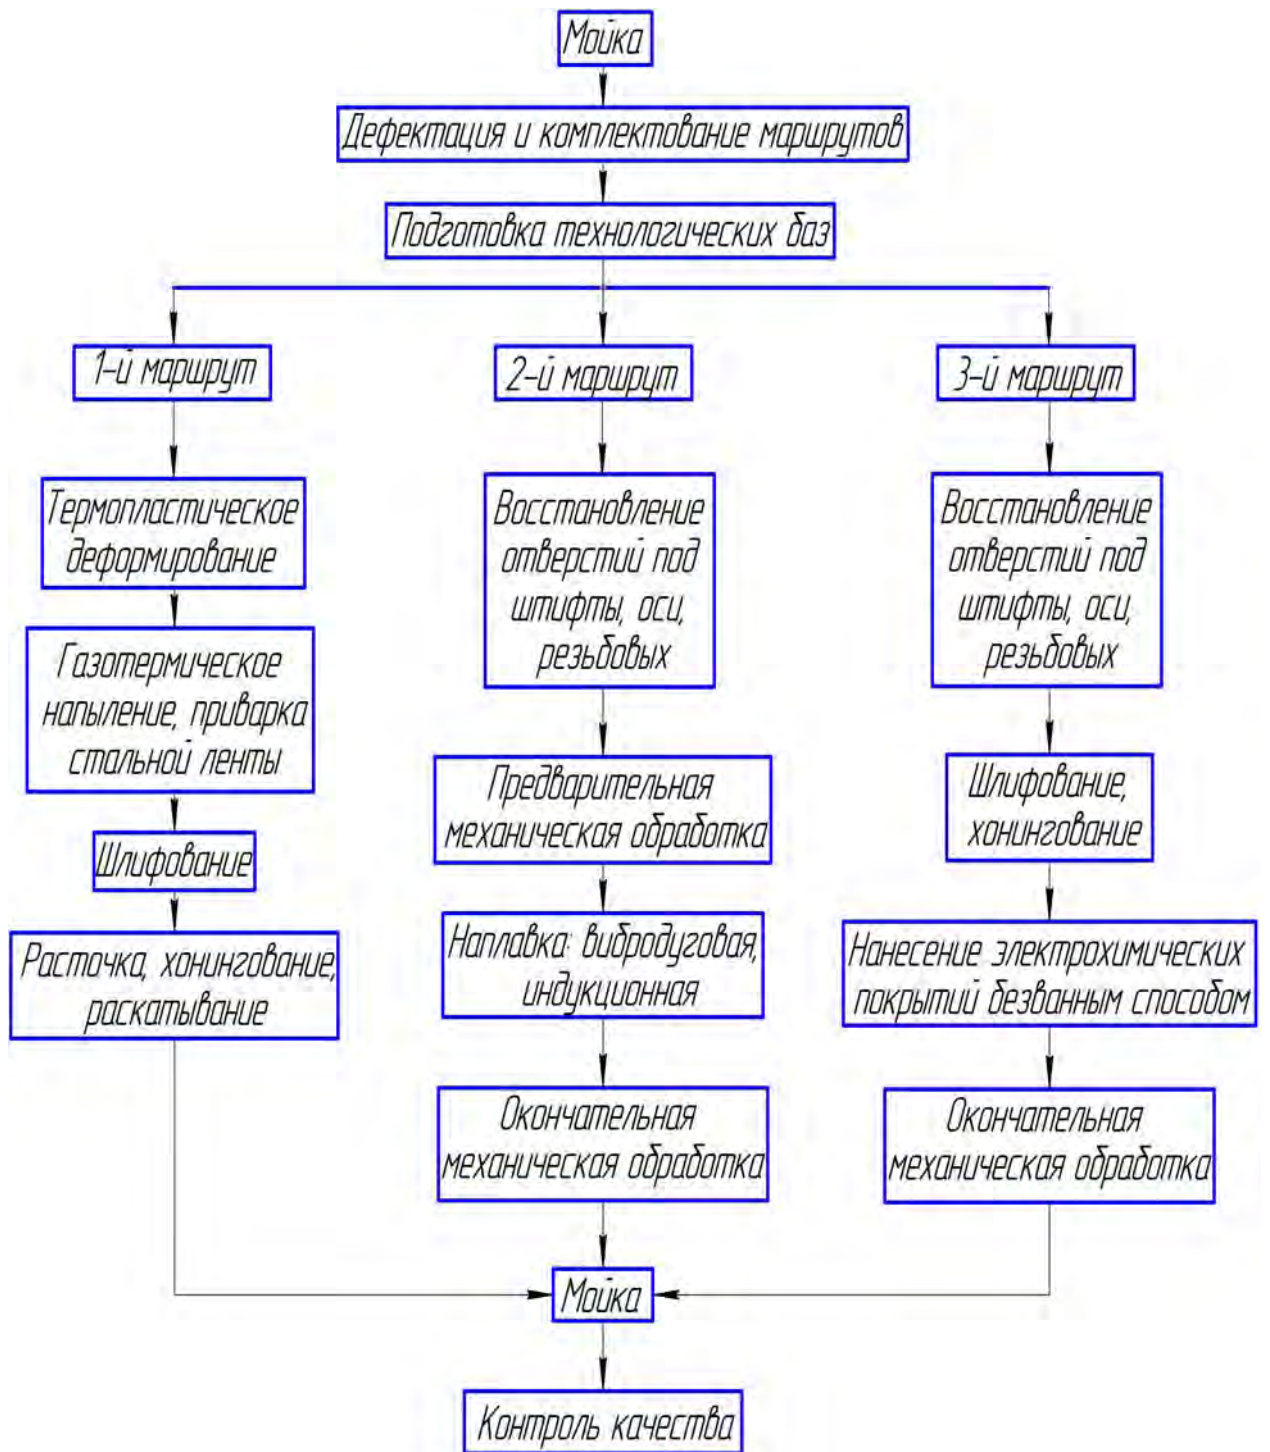 Мойка
Дефектация и комплектование маршрутов
Подготовка технологических баз
1-й маршрут
Термопластическое
деформирование
Газотермическое
напыление, приварка
стальной ленты
Шлифование
Расточка, хонингование,
раскатывание
2-й маршрут
Восстановление
отверстий под
штифты, оси,
резьбовых
Предварительная
механическая обработка
Наплавка: вибродуговая,
индукционная
Окончательная
механическая обработка
3-й маршрут
Восстановление
отверстий под
штифты, оси,
резьбовых
Шлифование,
хонингование
Нанесение электрохимических
покрытий безванным способом
Окончательная
механическая обработка
Мойка
Контроль качества